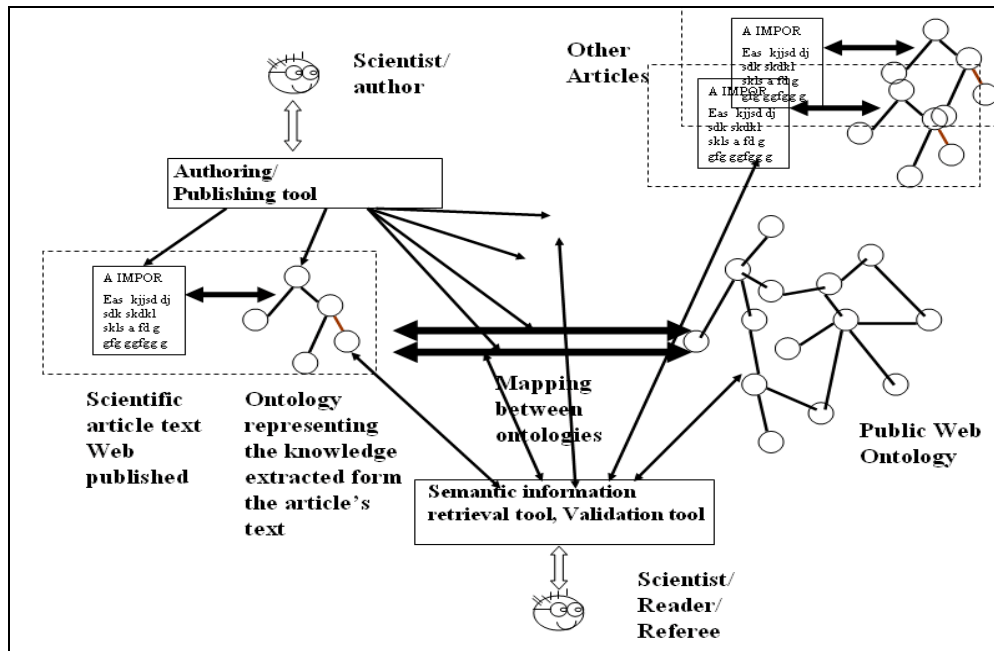 Scientist/
author
Other
Articles
A IMPOR
Eas kjjsd dj
sdk skdkl
skls a fd g
gfg ggfggg g
A IMPOR
Eas kjjsd dj
sdk skdkl
skls a fd g
gfg ggfggg g
Authoring/
Publishing tool
A IMPOR
Eas kjjsd dj
sdk skdkl
skls a fd g
gfg ggfggg g
Mapping
between
ontologies
Scientific
article text
Web
published
Ontology
representing
the knowledge
extracted form
the article's
text
Public Web
Ontology
Semantic information
retrieval tool, Validation tool
Scientist/
Reader/
Referee